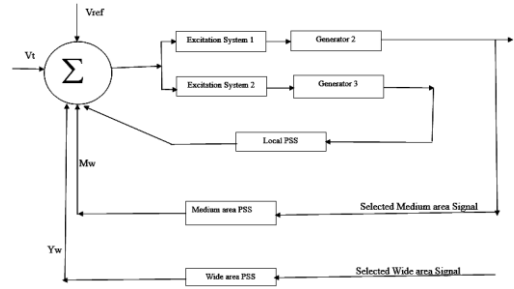 Vref
Vt
Σ
Excitation System 1
Generator 2
Excitation System 2
Generator 3
Local PSS
Mw
Medium area PSS
Selected Medium area Signal
Yw
Wide area PSS
Selected Wide area Signal